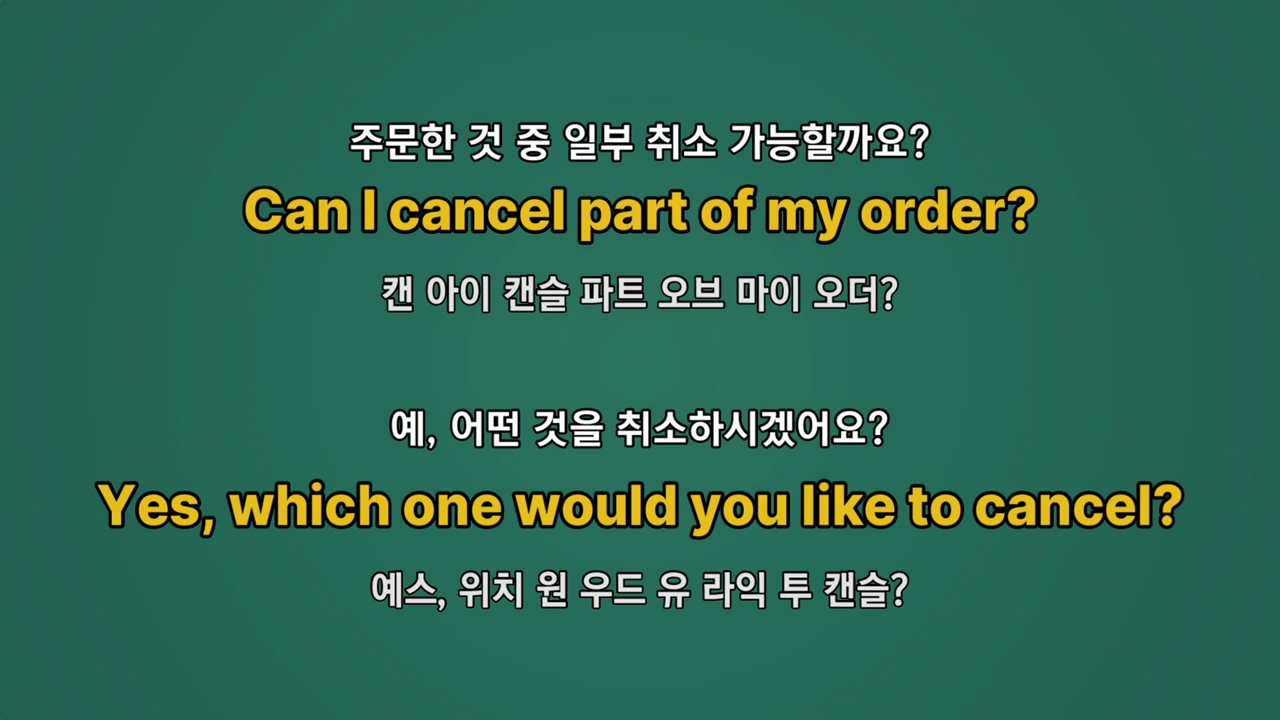 주문한 것 중 일부 취소 가능할까요?
Can I cancel part of my order?
캔 아이 캔슬 파트 오브 마이 오더?
예, 어떤 것을 취소하시겠어요?
Yes, which one would you like to cancel?
예스, 위치 원 우드 유 라익 투 캔슬?